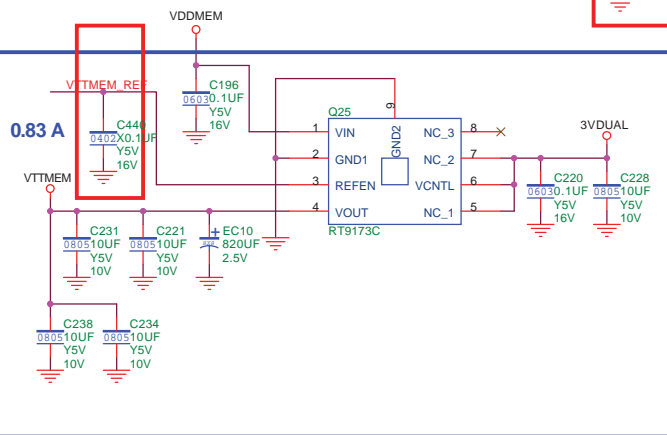 VDDMEM
VTTMEM_REF
C196
0603
0.1UF
Y5V
16V
0.83 A
C440
0402
X0.1UF
Y5V
16V
VTTMEM
Q25
9
GND2
1
VIN
2
GND1
3
REFEN
4
VOUT
NC_3
8
NC_2
7
VCNTL
6
NC_1
5
RT9173C
3VDUAL
C220
0603
0.1UF
Y5V
16V
C228
0805
10UF
Y5V
10V
C231
0805
10UF
Y5V
10V
C221
0805
10UF
Y5V
10V
+
EC10
820UF
2.5V
C238
0805
10UF
Y5V
10V
C234
0805
10UF
Y5V
10V